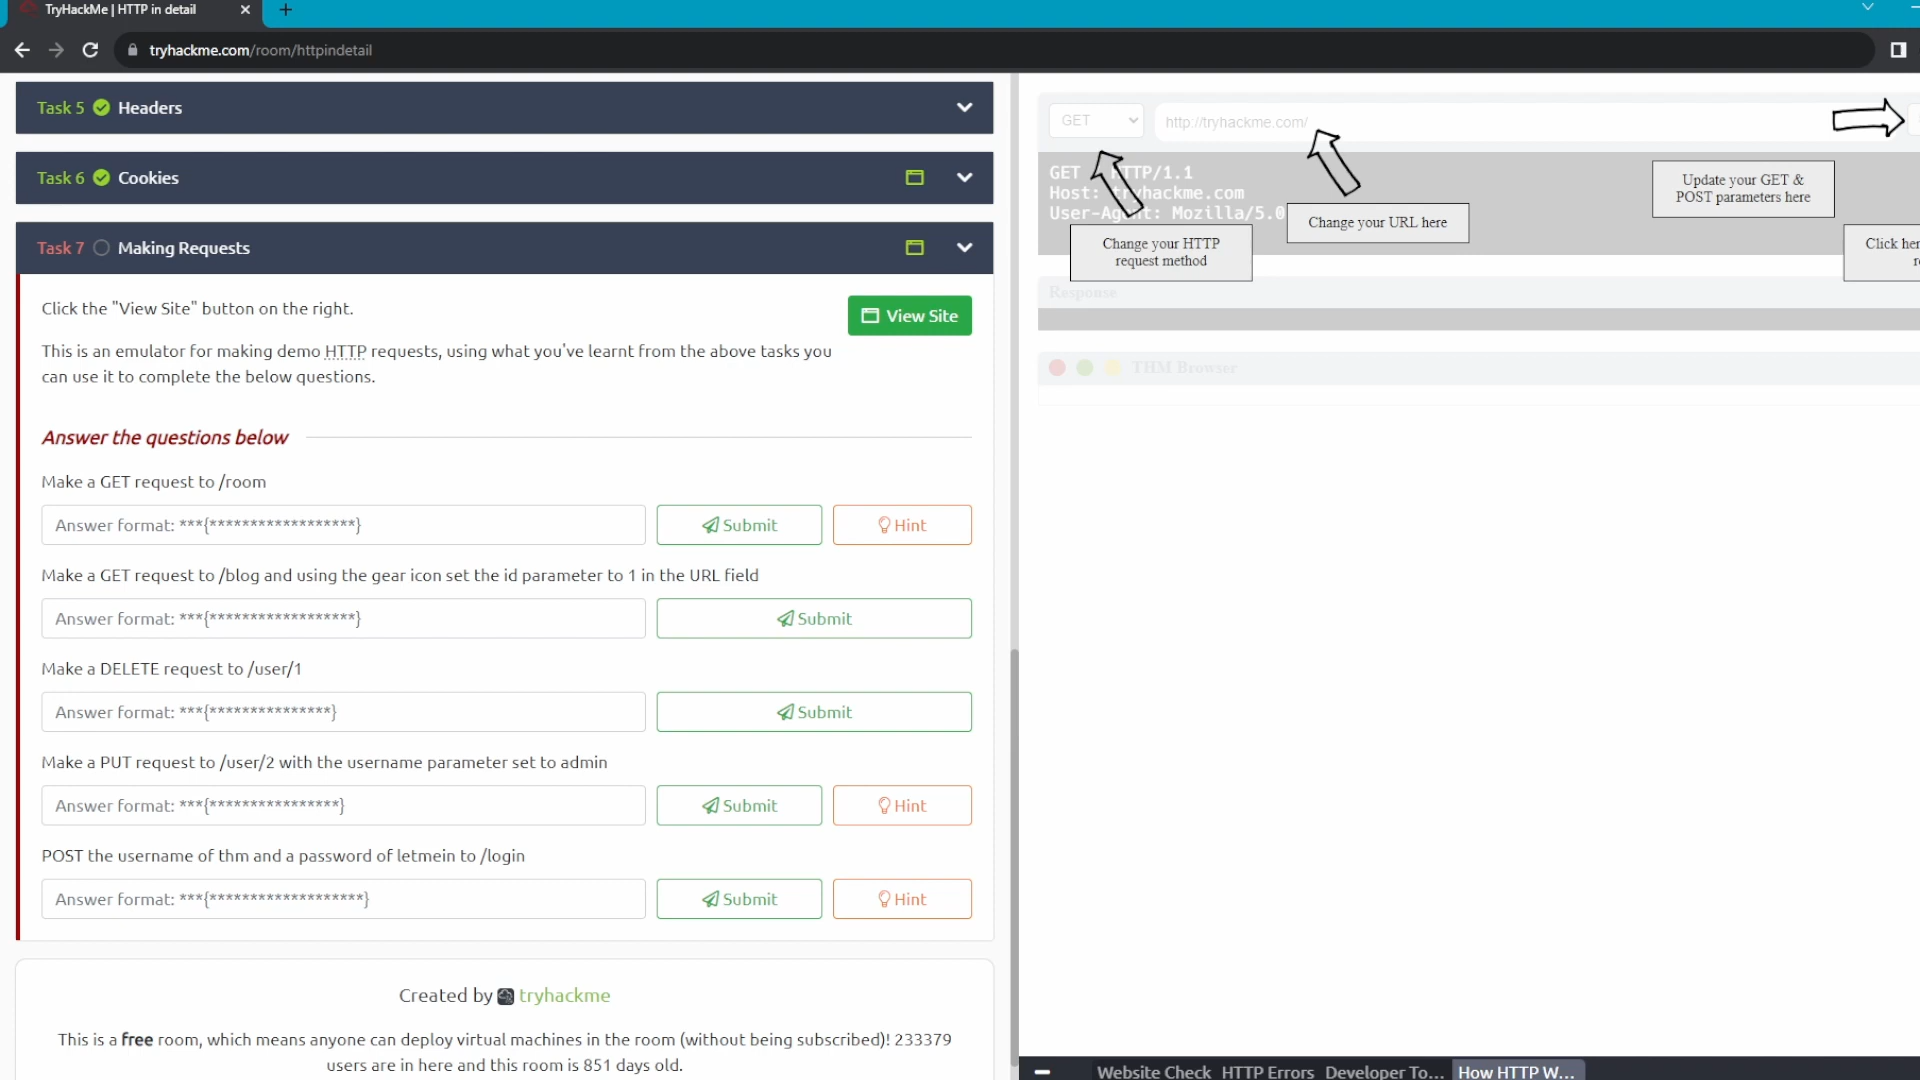 TryHackMe | HTTP in detail
tryhackme.com/room/httpindetail
Task 5 Headers
Task 6 Cookies
Task 7 Making Requests
Click the "View Site" button on the right.
View Site
This is an emulator for making demo HTTP requests, using what you've learnt from the above tasks you
can use it to complete the below questions.
Answer the questions below
Make a GET request to /room
Answer format: ***{******************}
Submit
Hint
Make a GET request to /blog and using the gear icon set the id parameter to 1 in the URL field
Answer format: ***{******************}
Submit
Make a DELETE request to /user/1
Answer format: ***{***************}
Submit
Make a PUT request to /user/2 with the username parameter set to admin
Answer format: ***{****************}
Submit
Hint
POST the username of thm and a password of letmein to /login
Answer format: ***{*******************}
Submit
Hint
Created by tryhackme
This is a free room, which means anyone can deploy virtual machines in the room (without being subscribed)! 233379
users are in here and this room is 851 days old.
GET
http://tryhackme.com/
GET HTTP/1.1
Host: tryhackme.com
User-Agent: Mozilla/5.0
Change your HTTP
request method
Change your URL here
Update your GET &
POST parameters here
Click
Response
THM Browser
Website Check
HTTP Errors
Developer To...
How HTTP W...